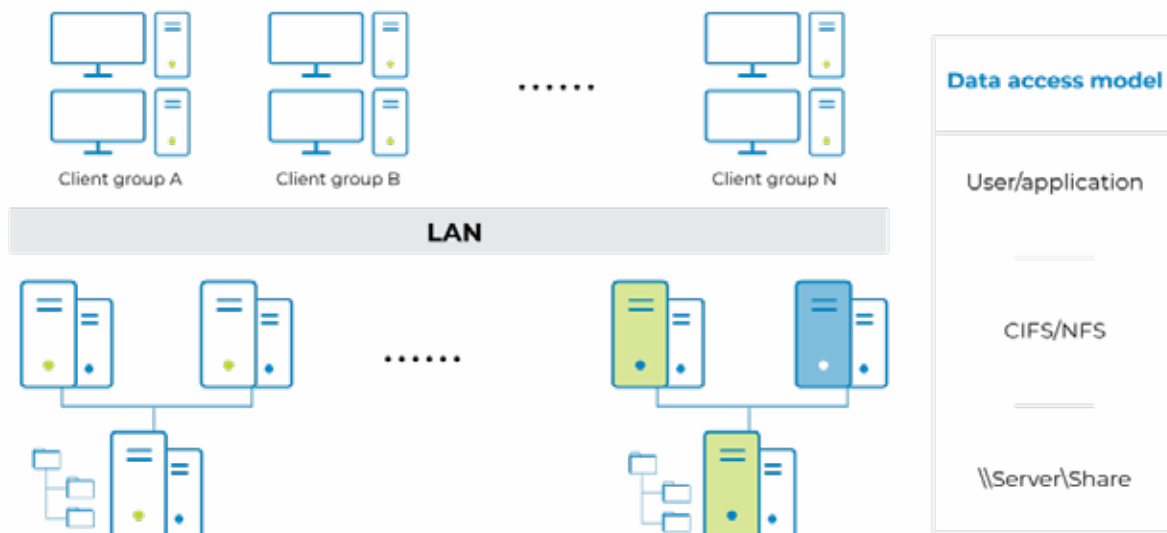 Client group A
Client group B
......
Client group N
LAN
......
Data access model
User/application
CIFS/NFS
\\Server\Share